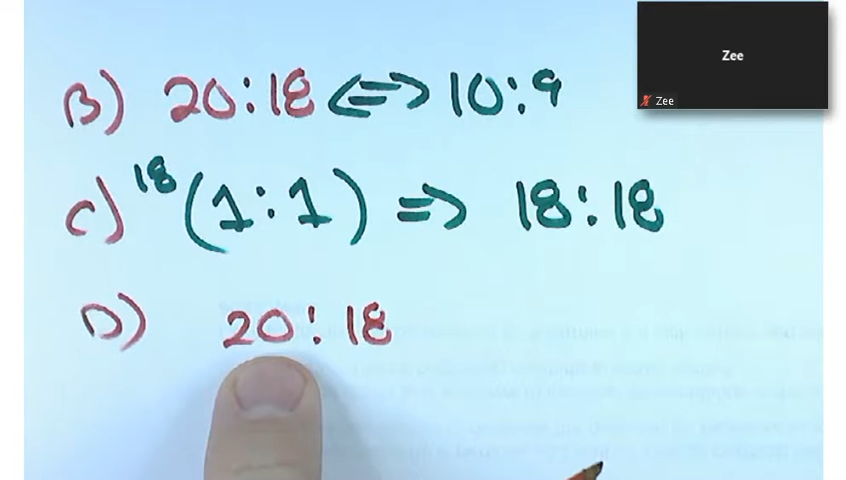 Zee
Zee
B) 20:18 <=> 10:9
C) 18(1:1) => 18:18
D) 20:18